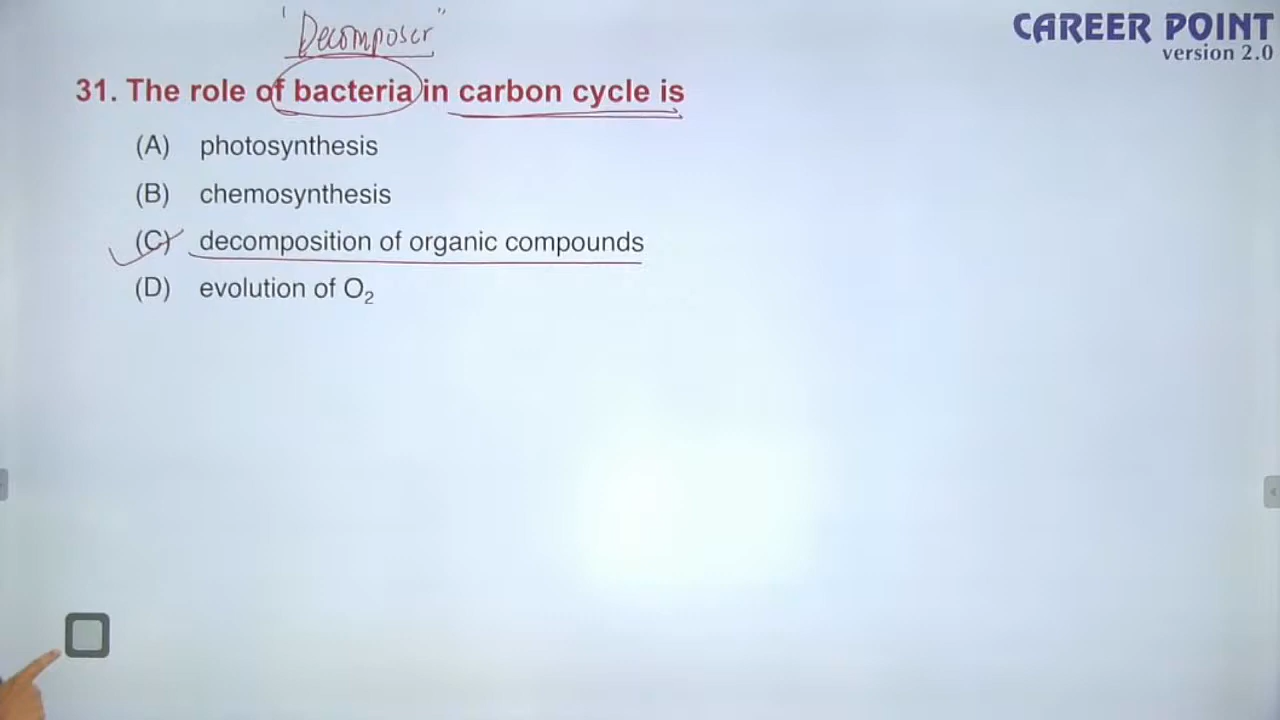 "Decomposer"
CAREER POINT
version 2.0
31. The role of bacteria in carbon cycle is
(A) photosynthesis
(B) chemosynthesis
(C) decomposition of organic compounds
(D) evolution of O₂